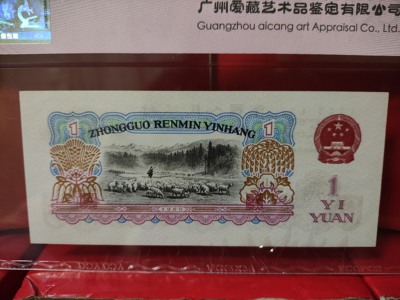 广州爱藏艺术品鉴定有限公司
Guangzhou aicang art Appraisal Co., Ltd.
1
1
ZHONGGUO RENMIN YINHANG
1960
1
YI
YUAN